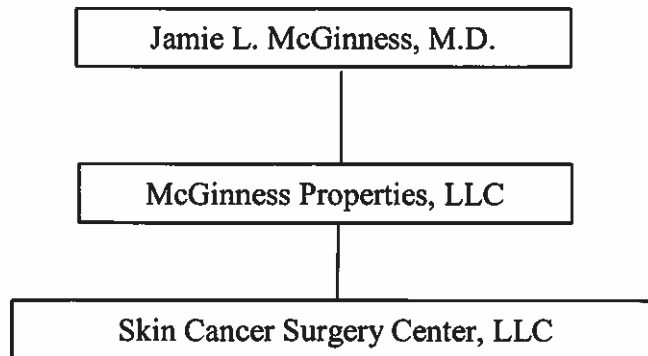 Jamie L. McGinness, M.D.
McGinness Properties, LLC
Skin Cancer Surgery Center, LLC